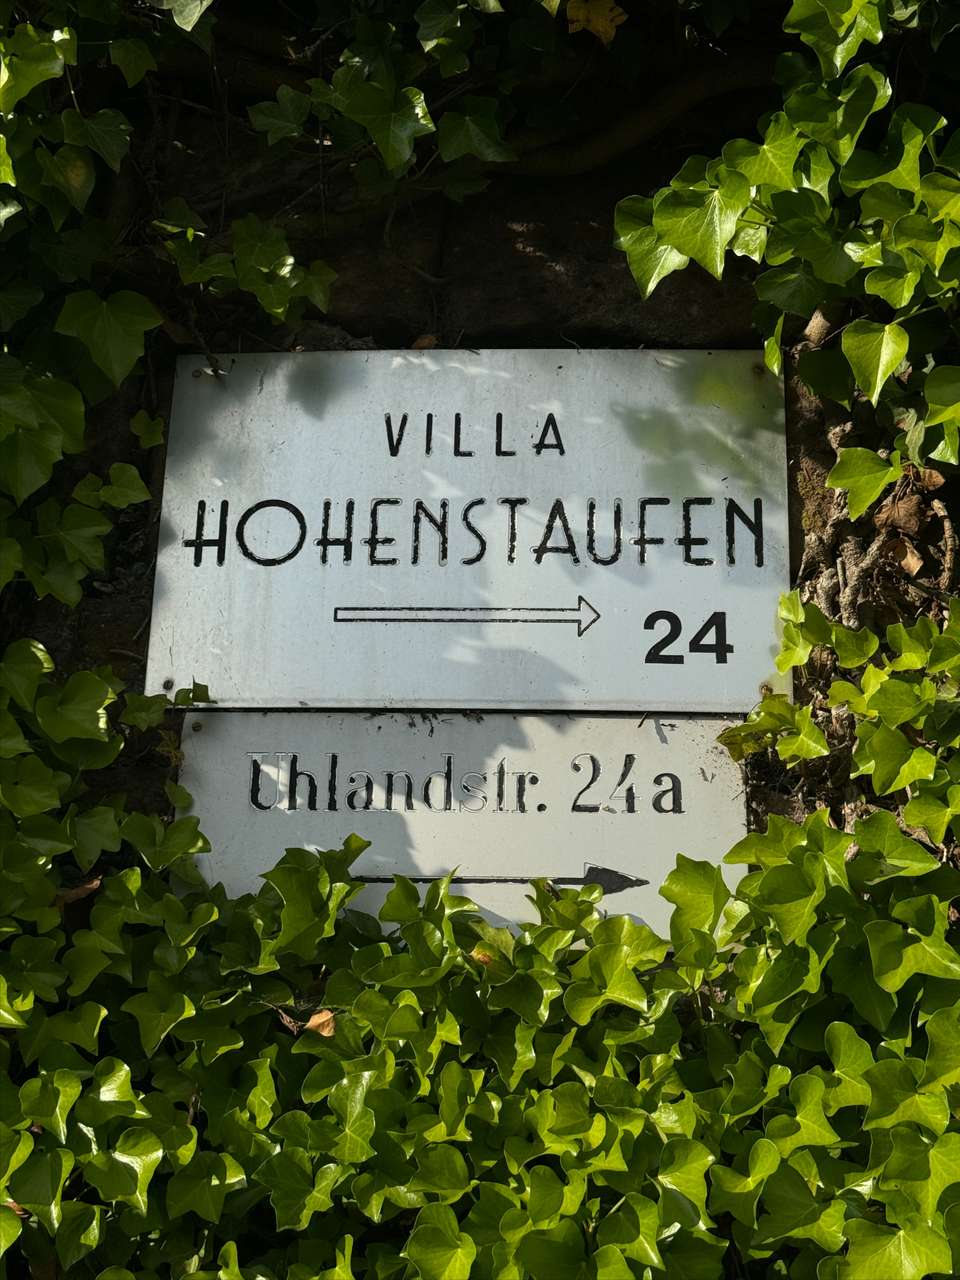 VILLA
HOHENSTAUFEN
24
Uhlandstr. 24a